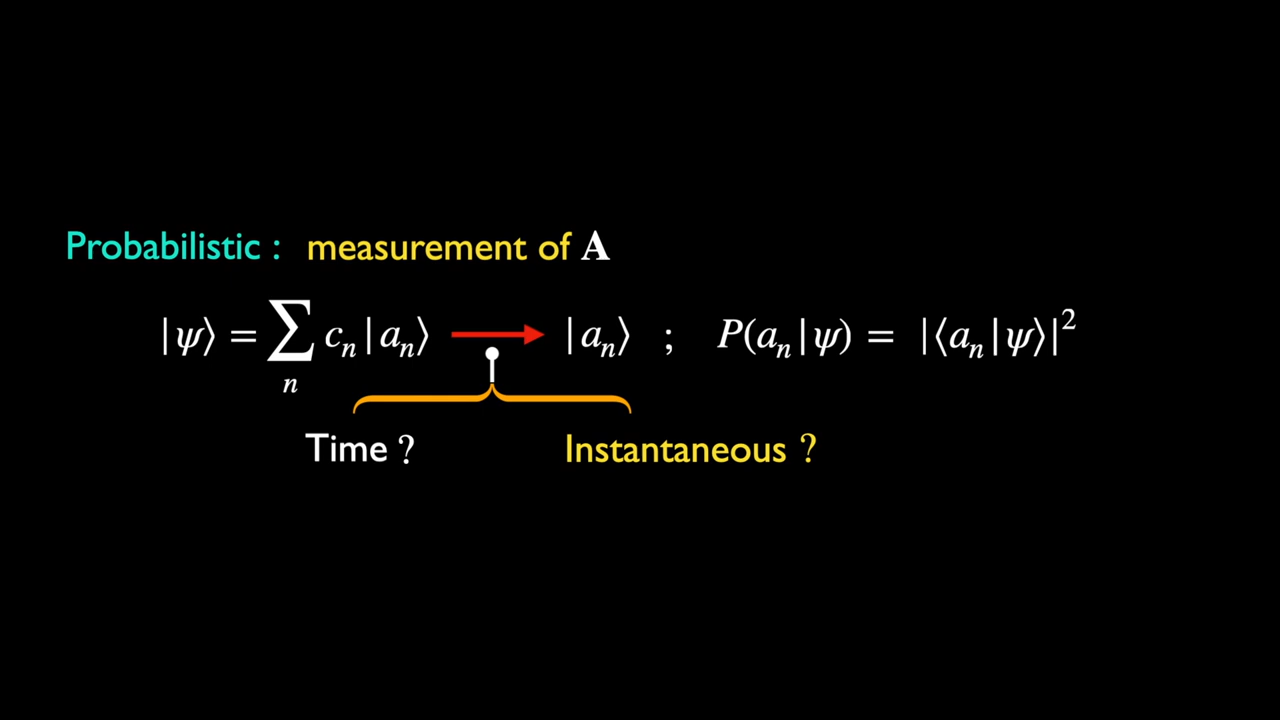 Probabilistic : measurement of A
|ψ⟩ = ∑ₙ cₙ|aₙ⟩ → |aₙ⟩ ; P(aₙ|ψ) = |⟨aₙ|ψ⟩|²
Time ? Instantaneous ?